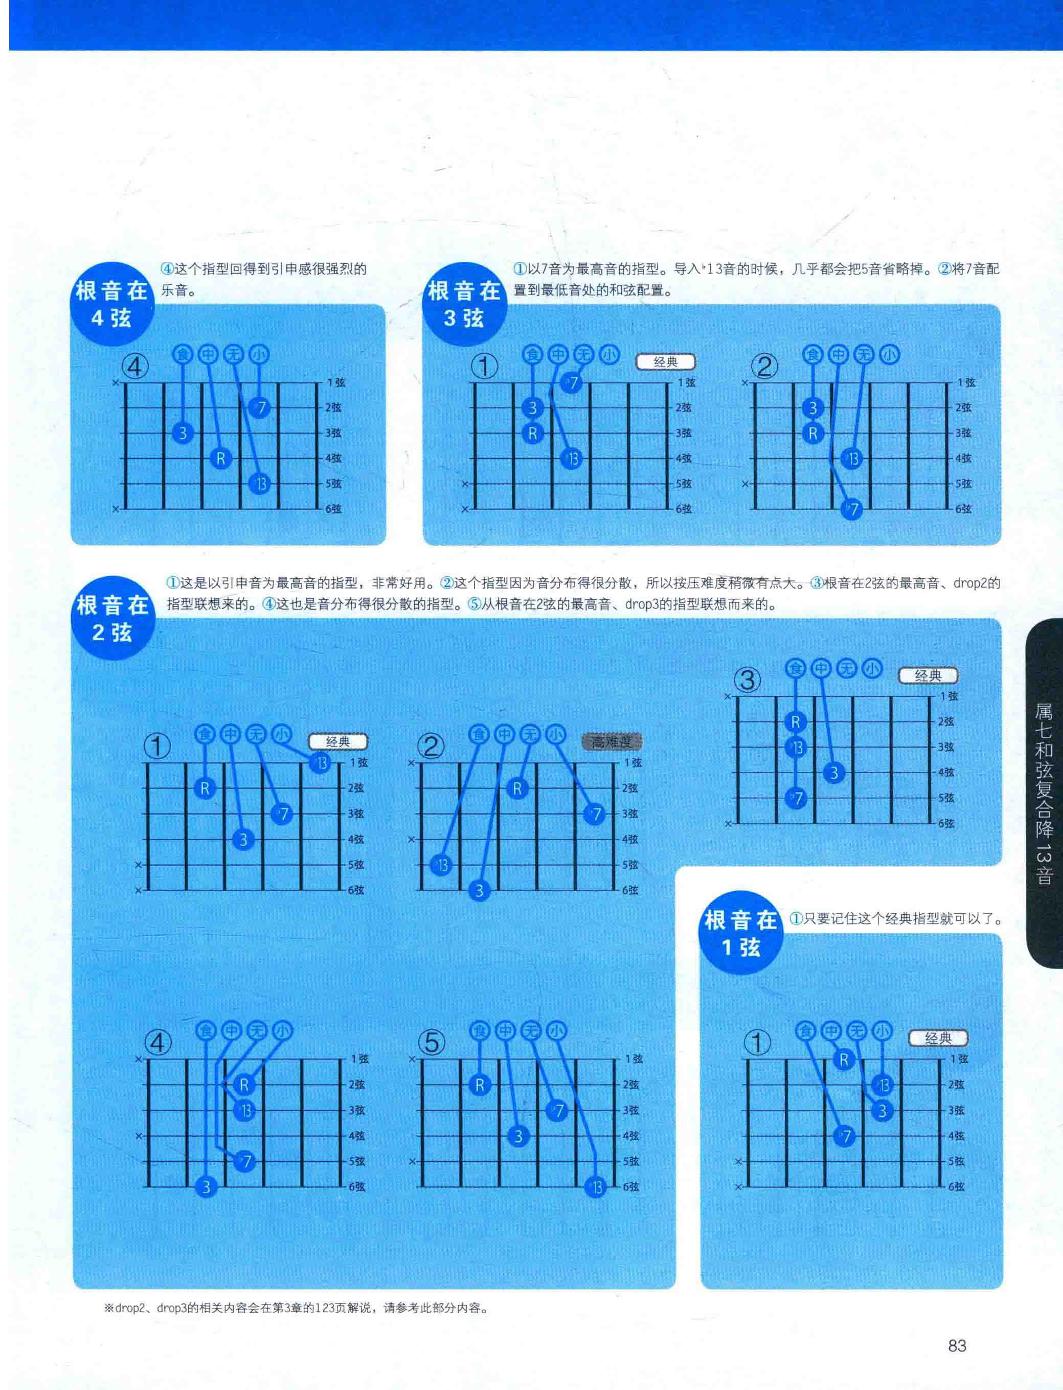 ④这个指型回得到引申感很强烈的
乐音。
根音在
4弦
④
食 中 无 小
×
1弦
♭7 2弦
3 3弦
R 4弦
♭13 5弦
× 6弦
①以7音为最高音的指型。导入♭13音的时候，几乎都会把5音省略掉。②将7音配
置到最低音处的和弦配置。
根音在
3弦
①
食 中 无 小
经典
♭7 1弦
3 2弦
R 3弦
♭13 4弦
× 5弦
× 6弦
②
食 中 无 小
× 1弦
3 2弦
R 3弦
♭13 4弦
× 5弦
♭7 6弦
①这是以引申音为最高音的指型，非常好用。②这个指型因为音分布得很分散，所以按压难度稍微有点大。③根音在2弦的最高音、drop2的
指型联想来的。④这也是音分布得很分散的指型。⑤从根音在2弦的最高音、drop3的指型联想而来的。
根音在
2弦
①
食 中 无 小
经典
♭13 1弦
R 2弦
♭7 3弦
3 4弦
× 5弦
× 6弦
②
食 中 无 小
高难度
× 1弦
R 2弦
♭7 3弦
× 4弦
♭13 5弦
3 6弦
③
食 中 无 小
经典
× 1弦
R 2弦
♭13 3弦
3 4弦
♭7 5弦
× 6弦
④
食 中 无 小
× 1弦
R 2弦
♭13 3弦
× 4弦
♭7 5弦
3 6弦
⑤
食 中 无 小
× 1弦
R 2弦
♭7 3弦
3 4弦
× 5弦
♭13 6弦
根音在
1弦
①只要记住这个经典指型就可以了。
①
食 中 无 小
经典
R 1弦
♭13 2弦
3 3弦
♭7 4弦
× 5弦
× 6弦
属七和弦复合降13音
※drop2、drop3的相关内容会在第3章的123页解说，请参考此部分内容。
83